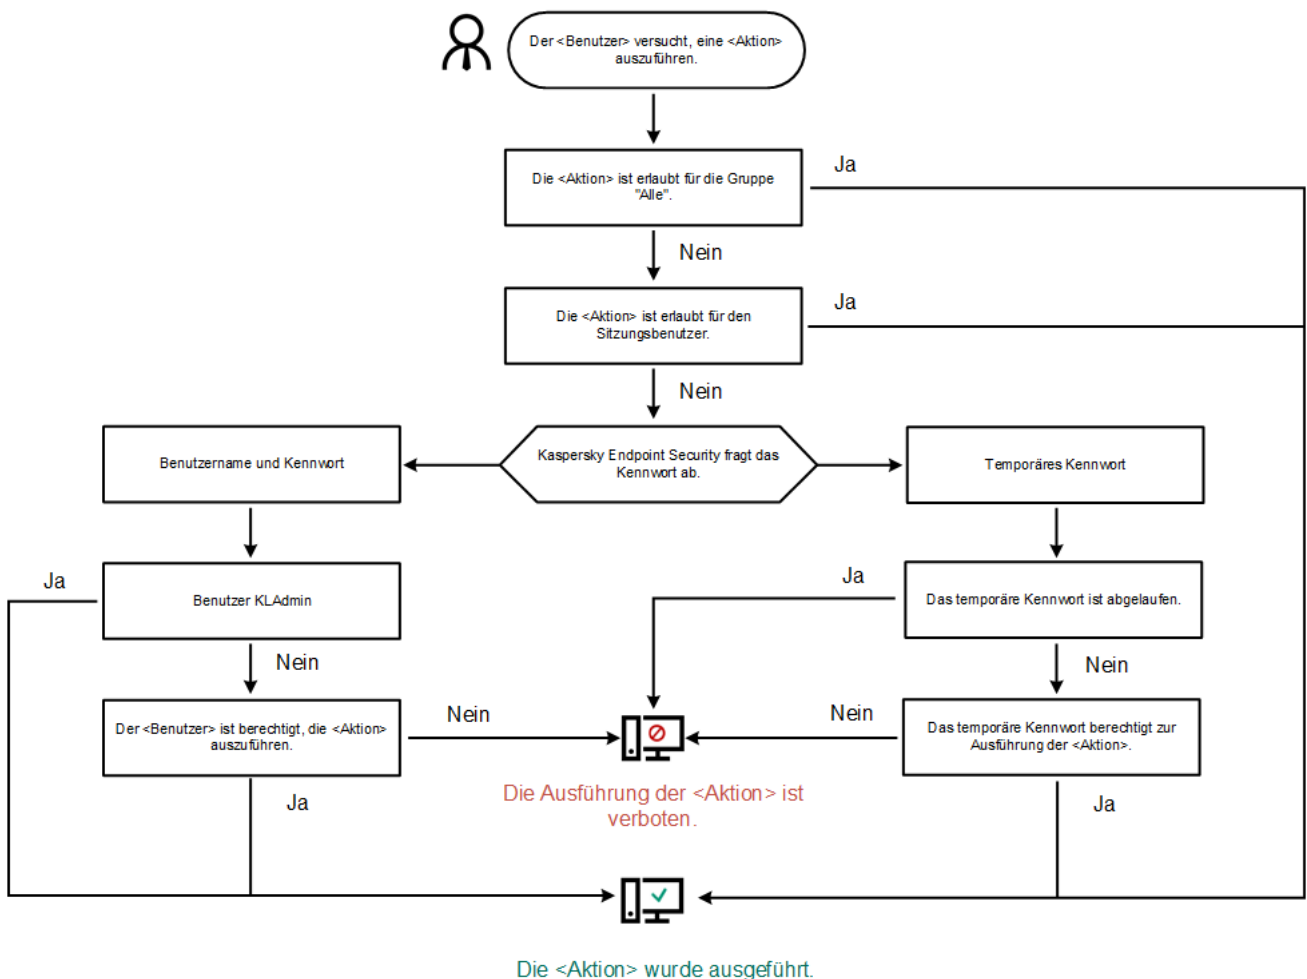 Der <Benutzer> versucht, eine <Aktion>
auszuführen.
Die <Aktion> ist erlaubt für die Gruppe
"Alle".
Ja
Nein
Die <Aktion> ist erlaubt für den
Sitzungsbenutzer.
Ja
Nein
Benutzername und Kennwort
Kaspersky Endpoint Security fragt das
Kennwort ab.
Temporäres Kennwort
Ja
Benutzer KLAdmin
Ja
Das temporäre Kennwort ist abgelaufen.
Nein
Nein
Der <Benutzer> ist berechtigt, die <Aktion>
auszuführen.
Nein
Nein
Das temporäre Kennwort berechtigt zur
Ausführung der <Aktion>.
Ja
Die Ausführung der <Aktion> ist
verboten.
Ja
Die <Aktion> wurde ausgeführt.